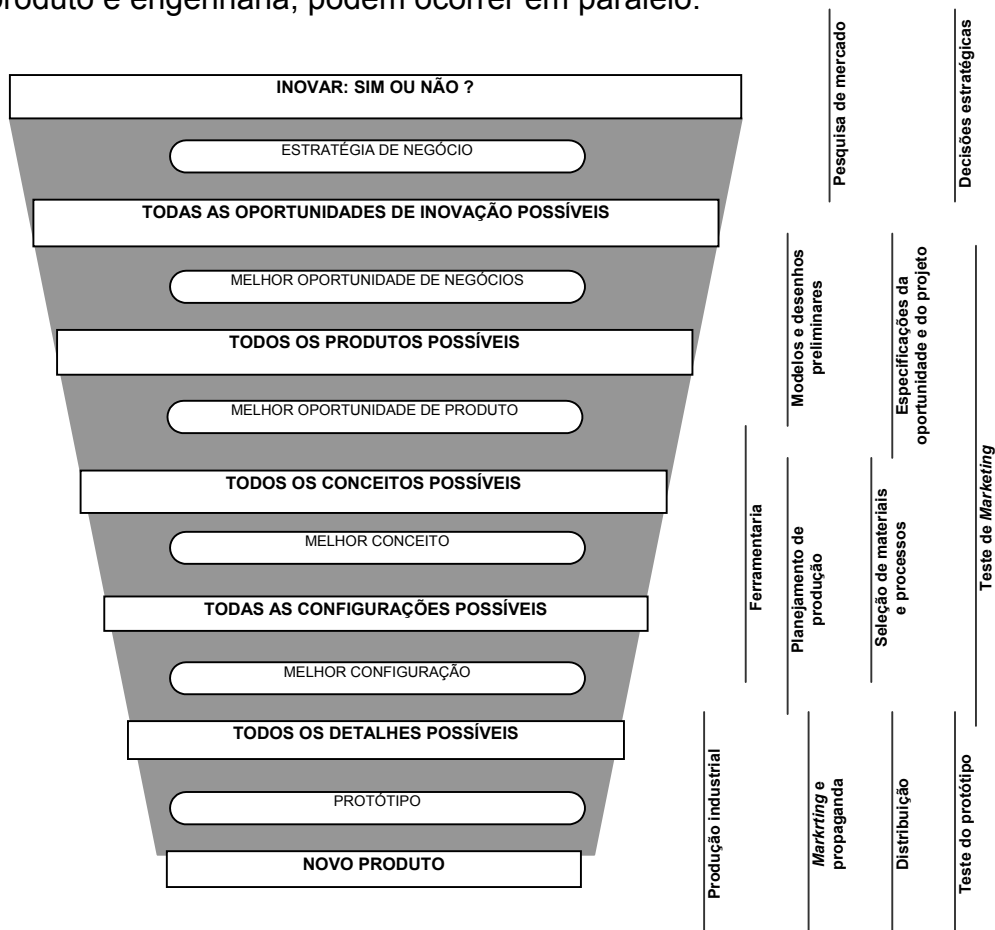 produto e engenharia, podem ocorrer em paralelo.
INOVAR: SIM OU NÃO ?
ESTRATÉGIA DE NEGÓCIO
TODAS AS OPORTUNIDADES DE INOVAÇÃO POSSÍVEIS
MELHOR OPORTUNIDADE DE NEGÓCIOS
TODOS OS PRODUTOS POSSÍVEIS
MELHOR OPORTUNIDADE DE PRODUTO
TODOS OS CONCEITOS POSSÍVEIS
MELHOR CONCEITO
TODAS AS CONFIGURAÇÕES POSSÍVEIS
MELHOR CONFIGURAÇÃO
TODOS OS DETALHES POSSÍVEIS
PROTÓTIPO
NOVO PRODUTO
Pesquisa de mercado
Decisões estratégicas
Modelos e desenhos
preliminares
Especificações da
oportunidade e do projeto
Ferramentaria
Planejamento de
produção
Seleção de materiais
e processos
Teste de Marketing
Produção industrial
Markrting e
propaganda
Distribuição
Teste do protótipo